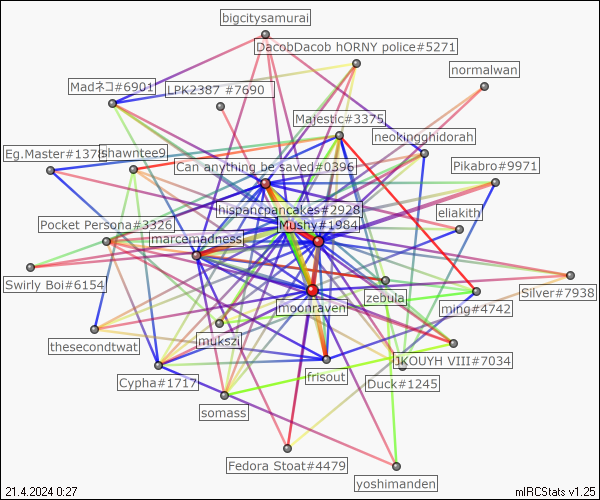 bigcitysamurai
DacobDacob hORNY police#5271
normalwan
Madネコ#6901
LPK2387 #7690
Majestic#3375
neokingghidorah
Eg.Master#1378
shawntee9
Can anything be saved#0396
Pikabro#9971
hispancpancakes#2928
eliakith
Pocket Persona#3326
Mushy#1984
marcemadness
Swirly Boi#6154
zebula
Silver#7938
moonraven
ming#4742
thesecondtwat
mukszi
JKOUYH VIII#7034
Cypha#1717
frisout
Duck#1245
somass
Fedora Stoat#4479
yoshimanden
21.4.2024 0:27
mIRCStats v1.25